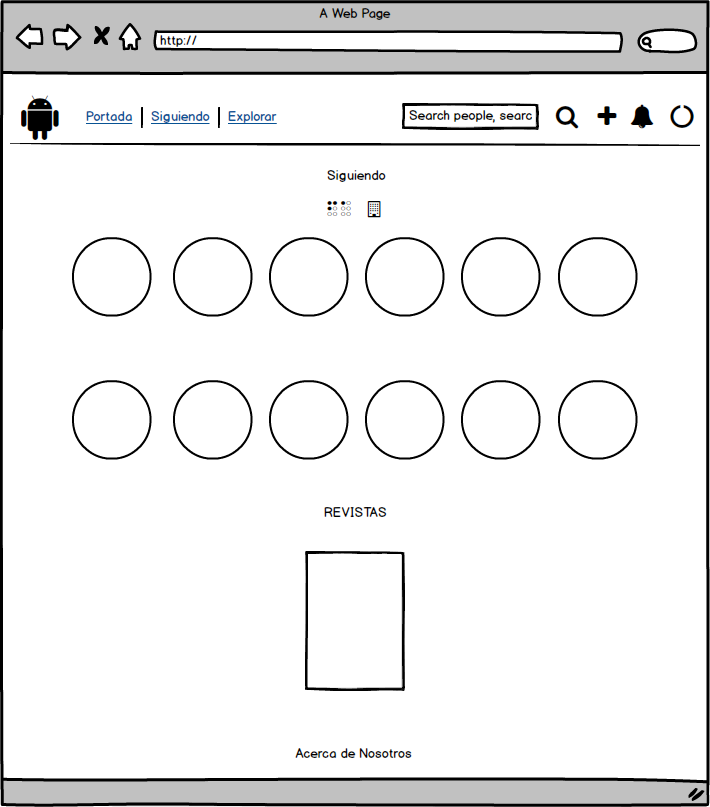 A Web Page
http://
Portada | Siguiendo | Explorar
Search people, searc
Siguiendo
REVISTAS
Acerca de Nosotros